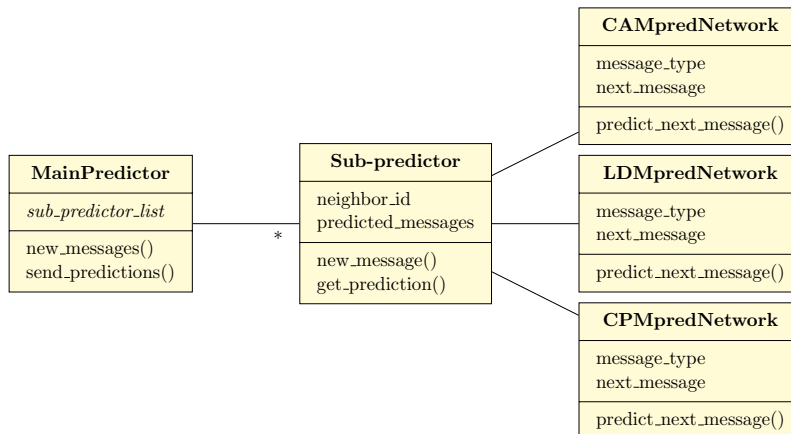 MainPredictor
sub_predictor_list
new_messages()
send_predictions()
*
Sub-predictor
neighbor_id
predicted_messages
new_message()
get_prediction()
CAMpredNetwork
message_type
next_message
predict_next_message()
LDMpredNetwork
message_type
next_message
predict_next_message()
CPMpredNetwork
message_type
next_message
predict_next_message()